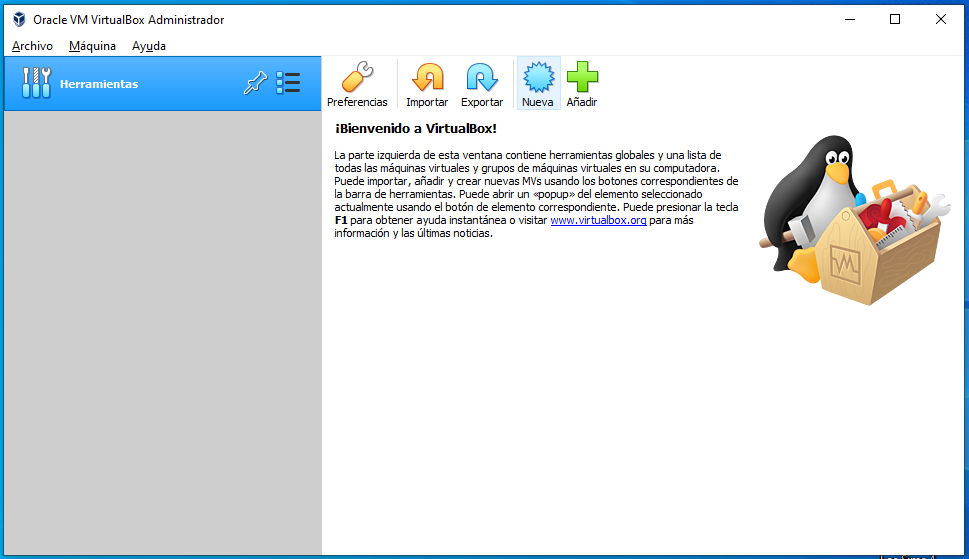 Oracle VM VirtualBox Administrador
Archivo Máquina Ayuda
Herramientas
Preferencias Importar Exportar Nueva Añadir
¡Bienvenido a VirtualBox!
La parte izquierda de esta ventana contiene herramientas globales y una lista de
todas las máquinas virtuales y grupos de máquinas virtuales en su computadora.
Puede importar, añadir y crear nuevas MVs usando los botones correspondientes de
la barra de herramientas. Puede abrir un «popup» del elemento seleccionado
actualmente usando el botón de elemento correspondiente. Puede presionar la tecla
F1 para obtener ayuda instantánea o visitar www.virtualbox.org para más
información y las últimas noticias.